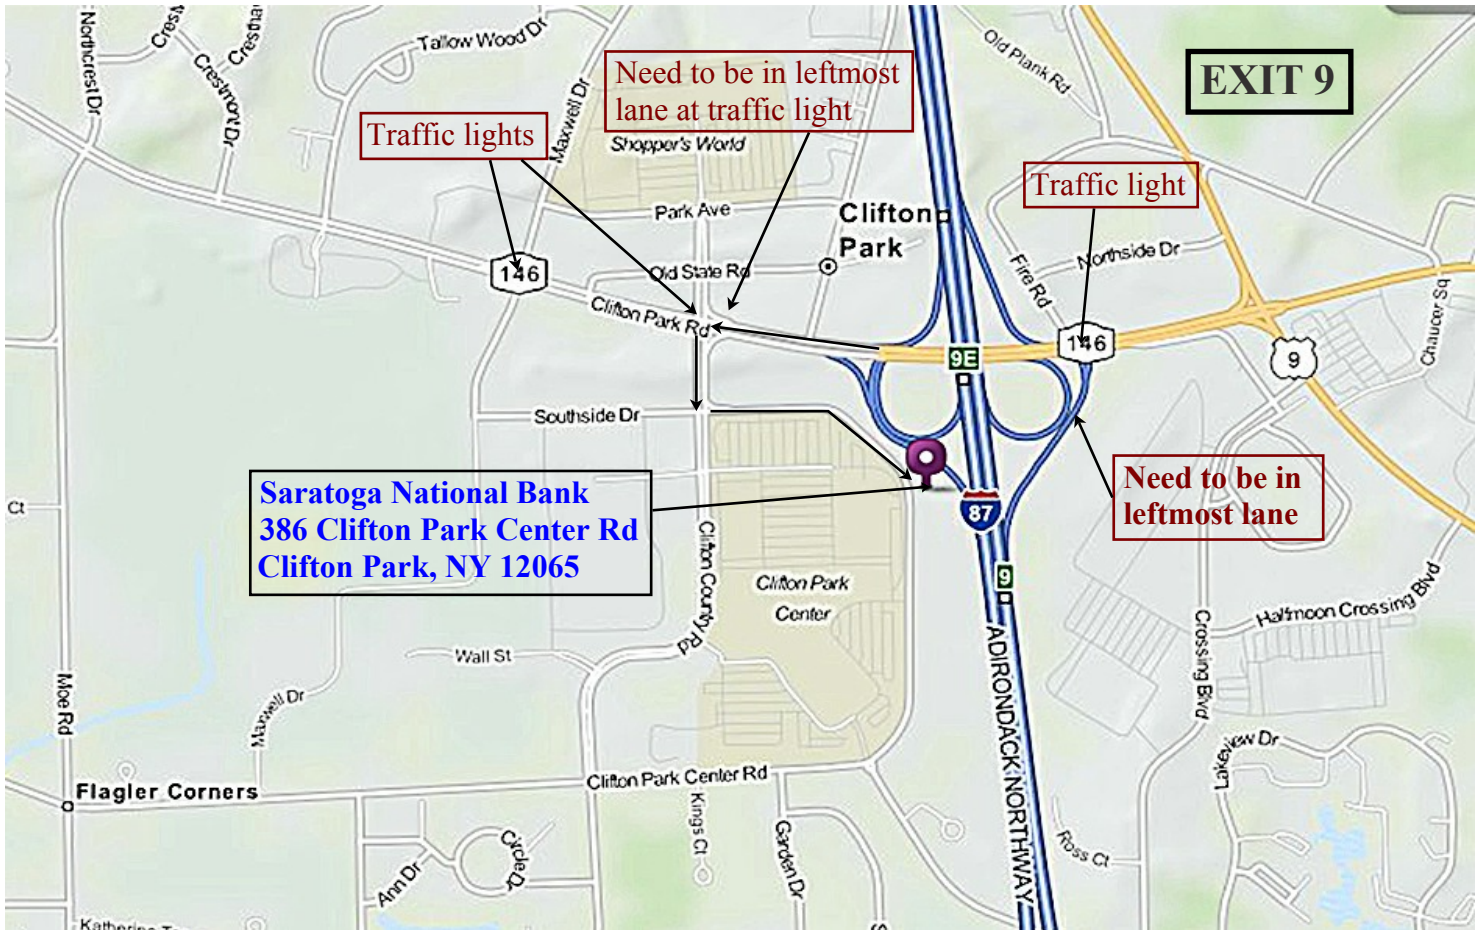 Northcrest Dr
Crest
Crestmont Dr
Tallow Wood Dr
Maxwell Dr
Need to be in leftmost
lane at traffic light
Old Plank Rd
EXIT 9
Traffic lights
Shopper's World
Traffic light
Park Ave
Clifton
Park
Northside Dr
Old State Rd
Fire Rd
146
Clifton Park Rd
146
9E
9
Chaucer Sq
Southside Dr
Saratoga National Bank
386 Clifton Park Center Rd
Clifton Park, NY 12065
Need to be in
leftmost lane
Ct
87
Clifton Country Rd
Clifton Park
Center
9
Halfmoon Crossing Blvd
Crossing Blvd
Wall St
Moe Rd
Maxwell Dr
ADIRONDACK NORTHWAY
Lakeview Dr
Flagler Corners
Clifton Park Center Rd
Kings Ct
Garden Dr
Circle Dr
Ann Dr
Ross Ct